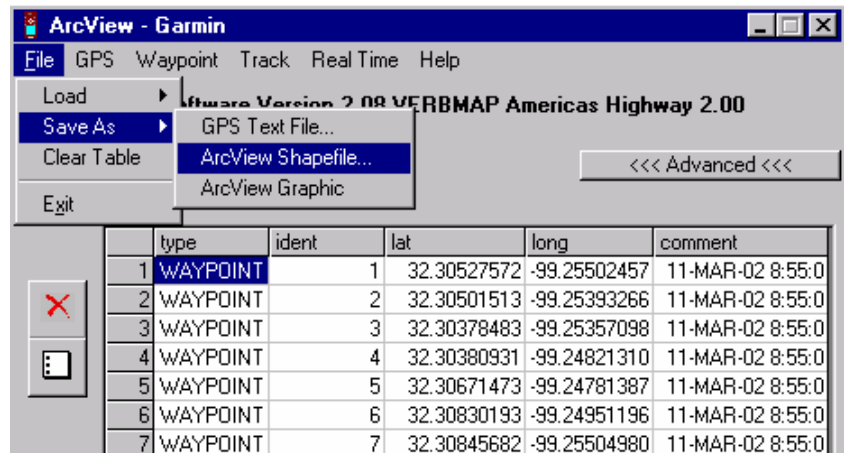 ArcView - Garmin
File GPS Waypoint Track Real Time Help
Load
ftware Version 2.08 VERBMAP Americas Highway 2.00
Save As
GPS Text File...
Clear Table
ArcView Shapefile...
<<< Advanced <<<
ArcView Graphic
Exit
type ident lat long comment
1 WAYPOINT 1 32.30527572 -99.25502457 11-MAR-02 8:55:0
2 WAYPOINT 2 32.30501513 -99.25393266 11-MAR-02 8:55:0
3 WAYPOINT 3 32.30378483 -99.25357098 11-MAR-02 8:55:0
4 WAYPOINT 4 32.30380931 -99.24821310 11-MAR-02 8:55:0
5 WAYPOINT 5 32.30671473 -99.24781387 11-MAR-02 8:55:0
6 WAYPOINT 6 32.30830193 -99.24951196 11-MAR-02 8:55:0
7 WAYPOINT 7 32.30845682 -99.25504980 11-MAR-02 8:55:0